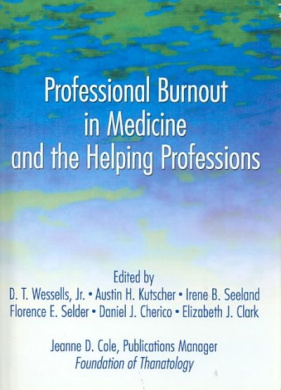 Professional Burnout
in Medicine
and the Helping Professions
Edited by
D. T. Wessells, Jr. • Austin H. Kutscher • Irene B. Seeland
Florence E. Selder • Daniel J. Cherico • Elizabeth J. Clark
Jeanne D. Cole, Publications Manager
Foundation of Thanatology